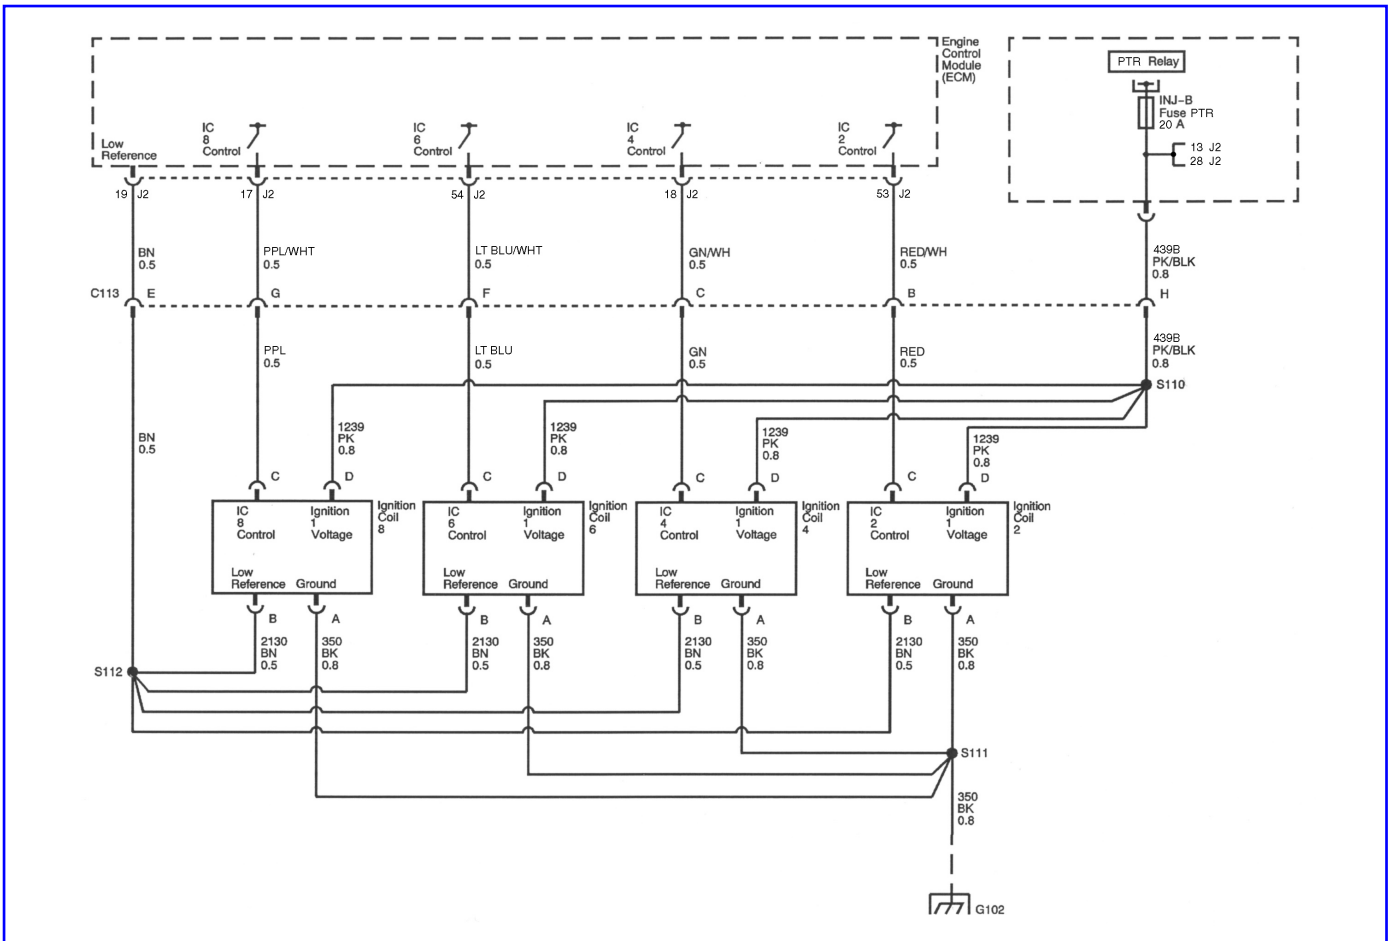 Engine
Control
Module
(ECM)
PTR Relay
INJ-B
Fuse PTR
20 A
13 J2
28 J2
Low
Reference
IC
8
Control
IC
6
Control
IC
4
Control
IC
2
Control
19 J2
17 J2
54 J2
18 J2
53 J2
BN
0.5
PPL/WHT
0.5
LT BLU/WHT
0.5
GN/WH
0.5
RED/WH
0.5
439B
PK/BLK
0.8
C113 E G F C B H
PPL
0.5
LT BLU
0.5
GN
0.5
RED
0.5
439B
PK/BLK
0.8
S110
BN
0.5
1239
PK
0.8
1239
PK
0.8
1239
PK
0.8
1239
PK
0.8
C D C D C D C D
IC
8
Control
Ignition
1
Voltage
Low
Reference
Ground
Ignition
Coil
8
IC
6
Control
Ignition
1
Voltage
Low
Reference
Ground
Ignition
Coil
6
IC
4
Control
Ignition
1
Voltage
Low
Reference
Ground
Ignition
Coil
4
IC
2
Control
Ignition
1
Voltage
Low
Reference
Ground
Ignition
Coil
2
B A B A B A B A
2130
BN
0.5
350
BK
0.8
2130
BN
0.5
350
BK
0.8
2130
BN
0.5
350
BK
0.8
2130
BN
0.5
350
BK
0.8
S112
S111
350
BK
0.8
G102